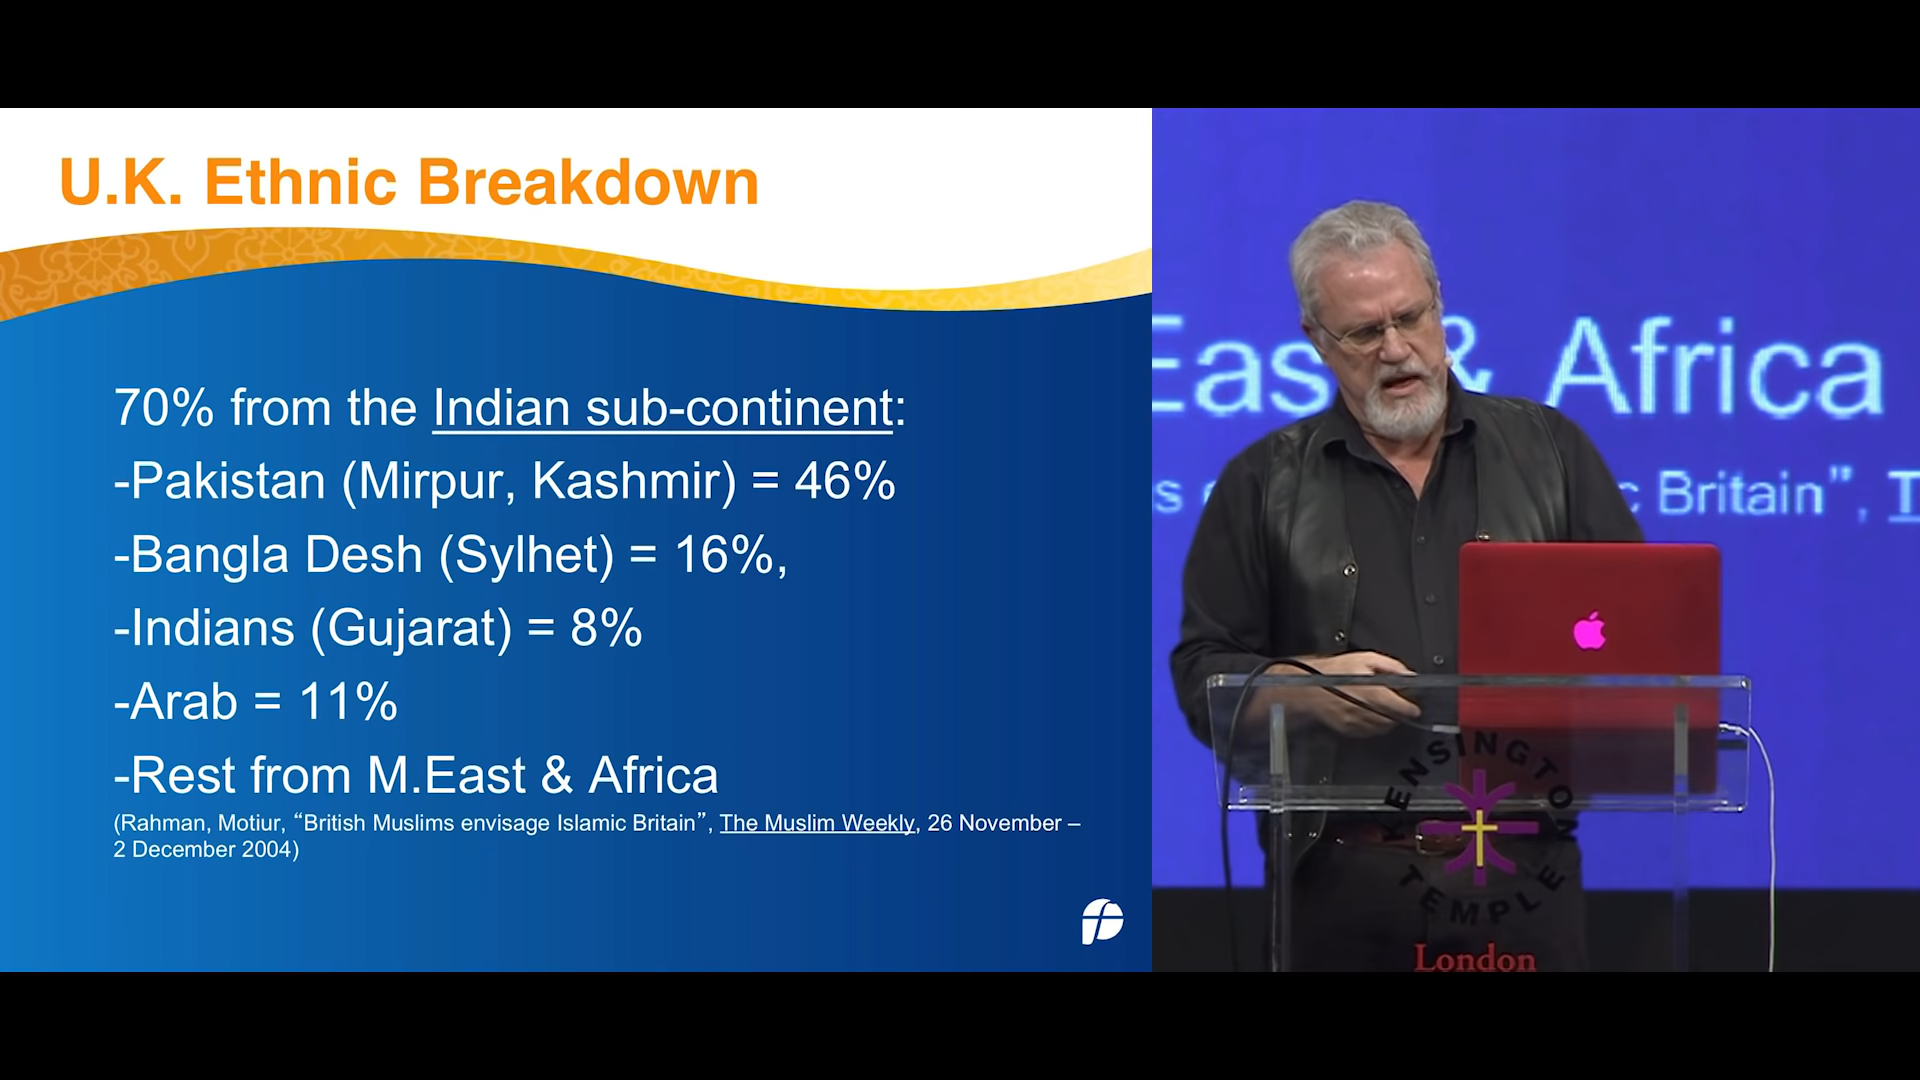 U.K. Ethnic Breakdown
70% from the Indian sub-continent:
-Pakistan (Mirpur, Kashmir) = 46%
-Bangla Desh (Sylhet) = 16%,
-Indians (Gujarat) = 8%
-Arab = 11%
-Rest from M.East & Africa
(Rahman, Motiur, “British Muslims envisage Islamic Britain”, The Muslim Weekly, 26 November –
2 December 2004)
East & Africa
Britain”, T
KENSINGTON
TEMPLE
London